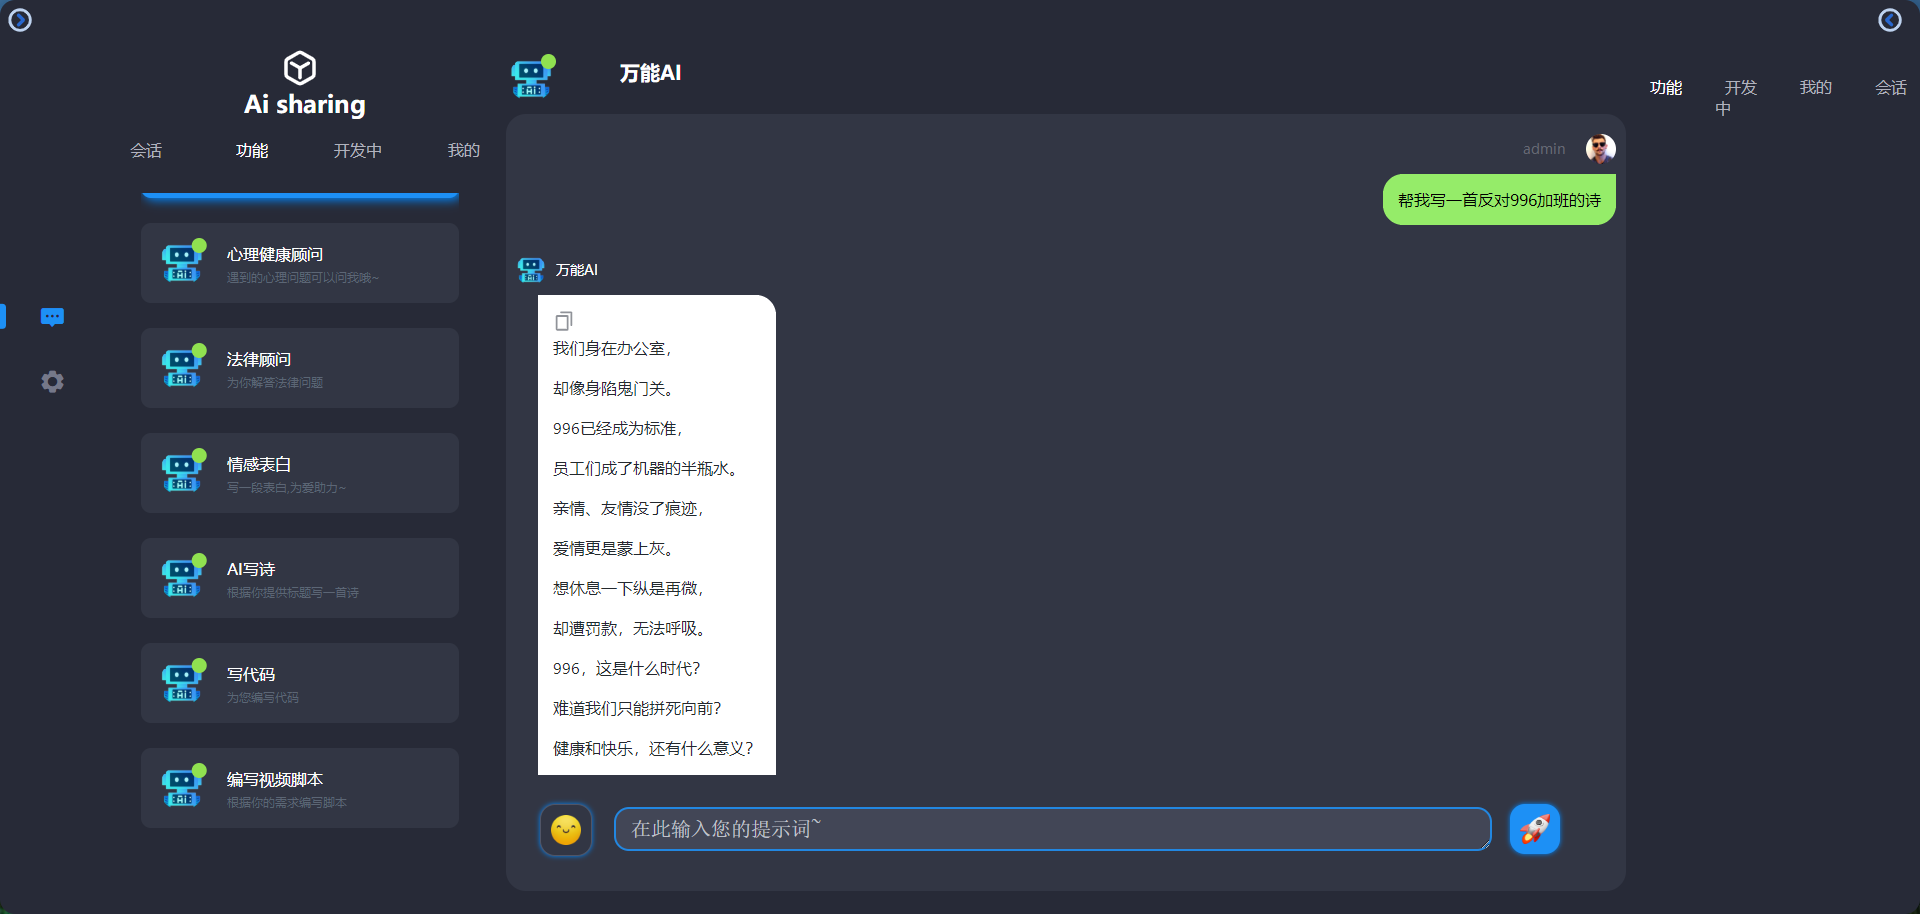 Ai sharing
会话
功能
开发中
我的
心理健康顾问
遇到的心理问题可以问我哦~
法律顾问
为你解答法律问题
情感表白
写一段表白,为爱助力~
AI写诗
根据你提供标题写一首诗
写代码
为您编写代码
编写视频脚本
根据你的需求编写脚本
万能AI
admin
帮我写一首反对996加班的诗
万能AI
我们身在办公室，
却像身陷鬼门关。
996已经成为标准，
员工们成了机器的半瓶水。
亲情、友情没了痕迹，
爱情更是蒙上灰。
想休息一下纵是再微，
却遭罚款，无法呼吸。
996，这是什么时代？
难道我们只能拼死向前？
健康和快乐，还有什么意义？
在此输入您的提示词~
功能
开发
中
我的
会话